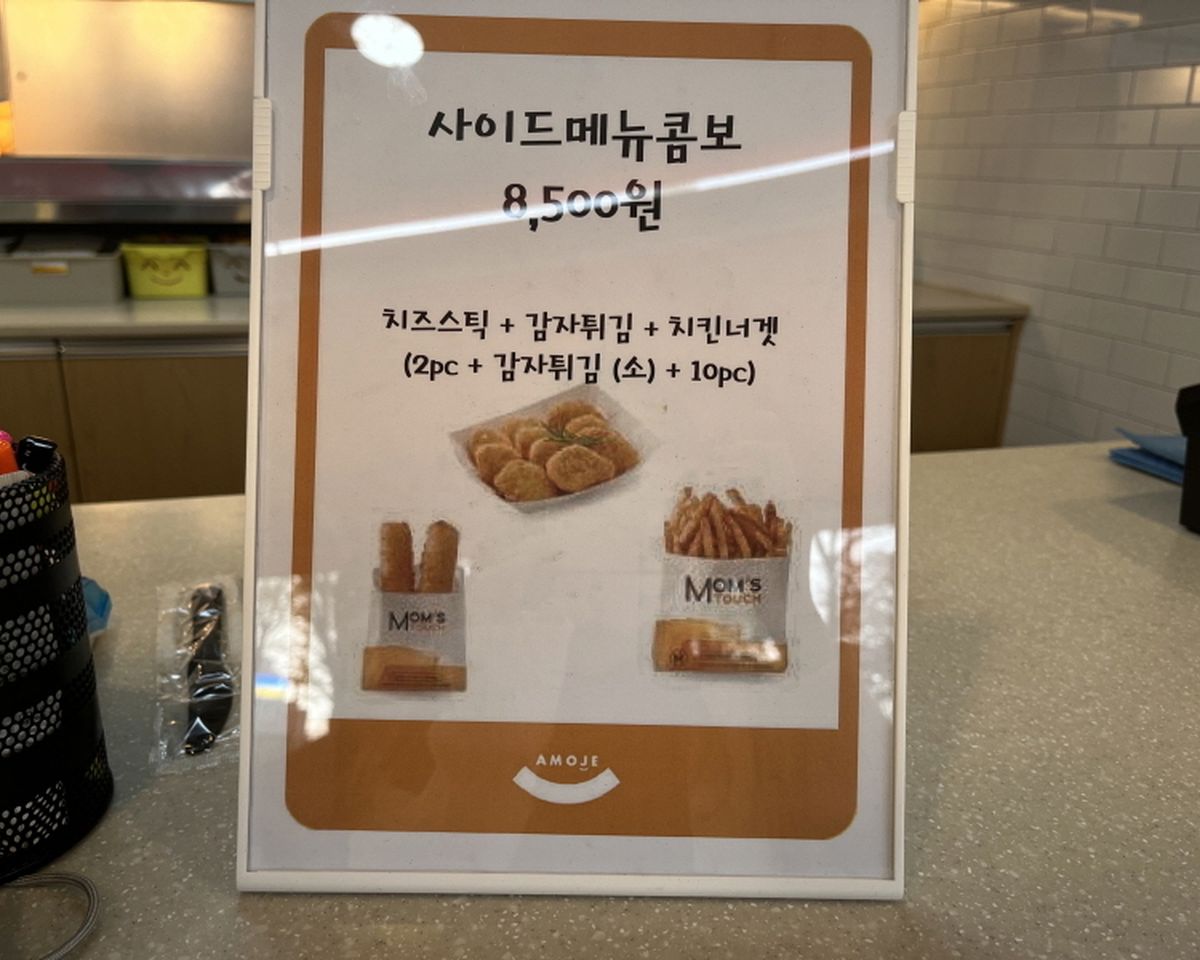 사이드메뉴콤보
8,500원
치즈스틱 + 감자튀김 + 치킨너겟
(2pc + 감자튀김 (소) + 10pc)
MOM'S
TOUCH
MOM'S
TOUCH
AMOJE